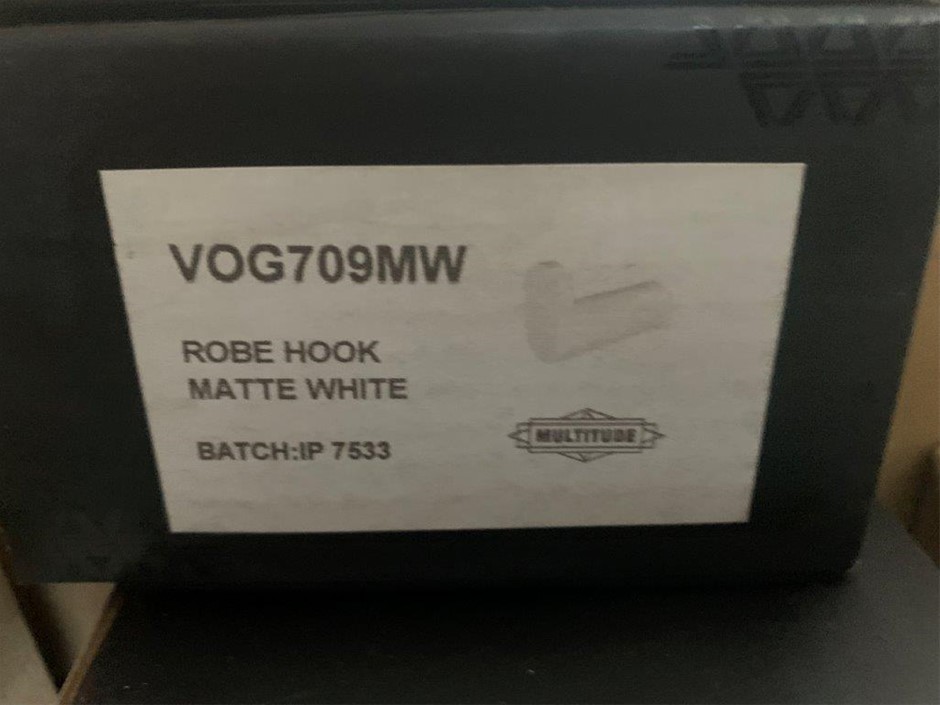 VOG709MW
ROBE HOOK
MATTE WHITE
BATCH:IP 7533
MULTITUDE